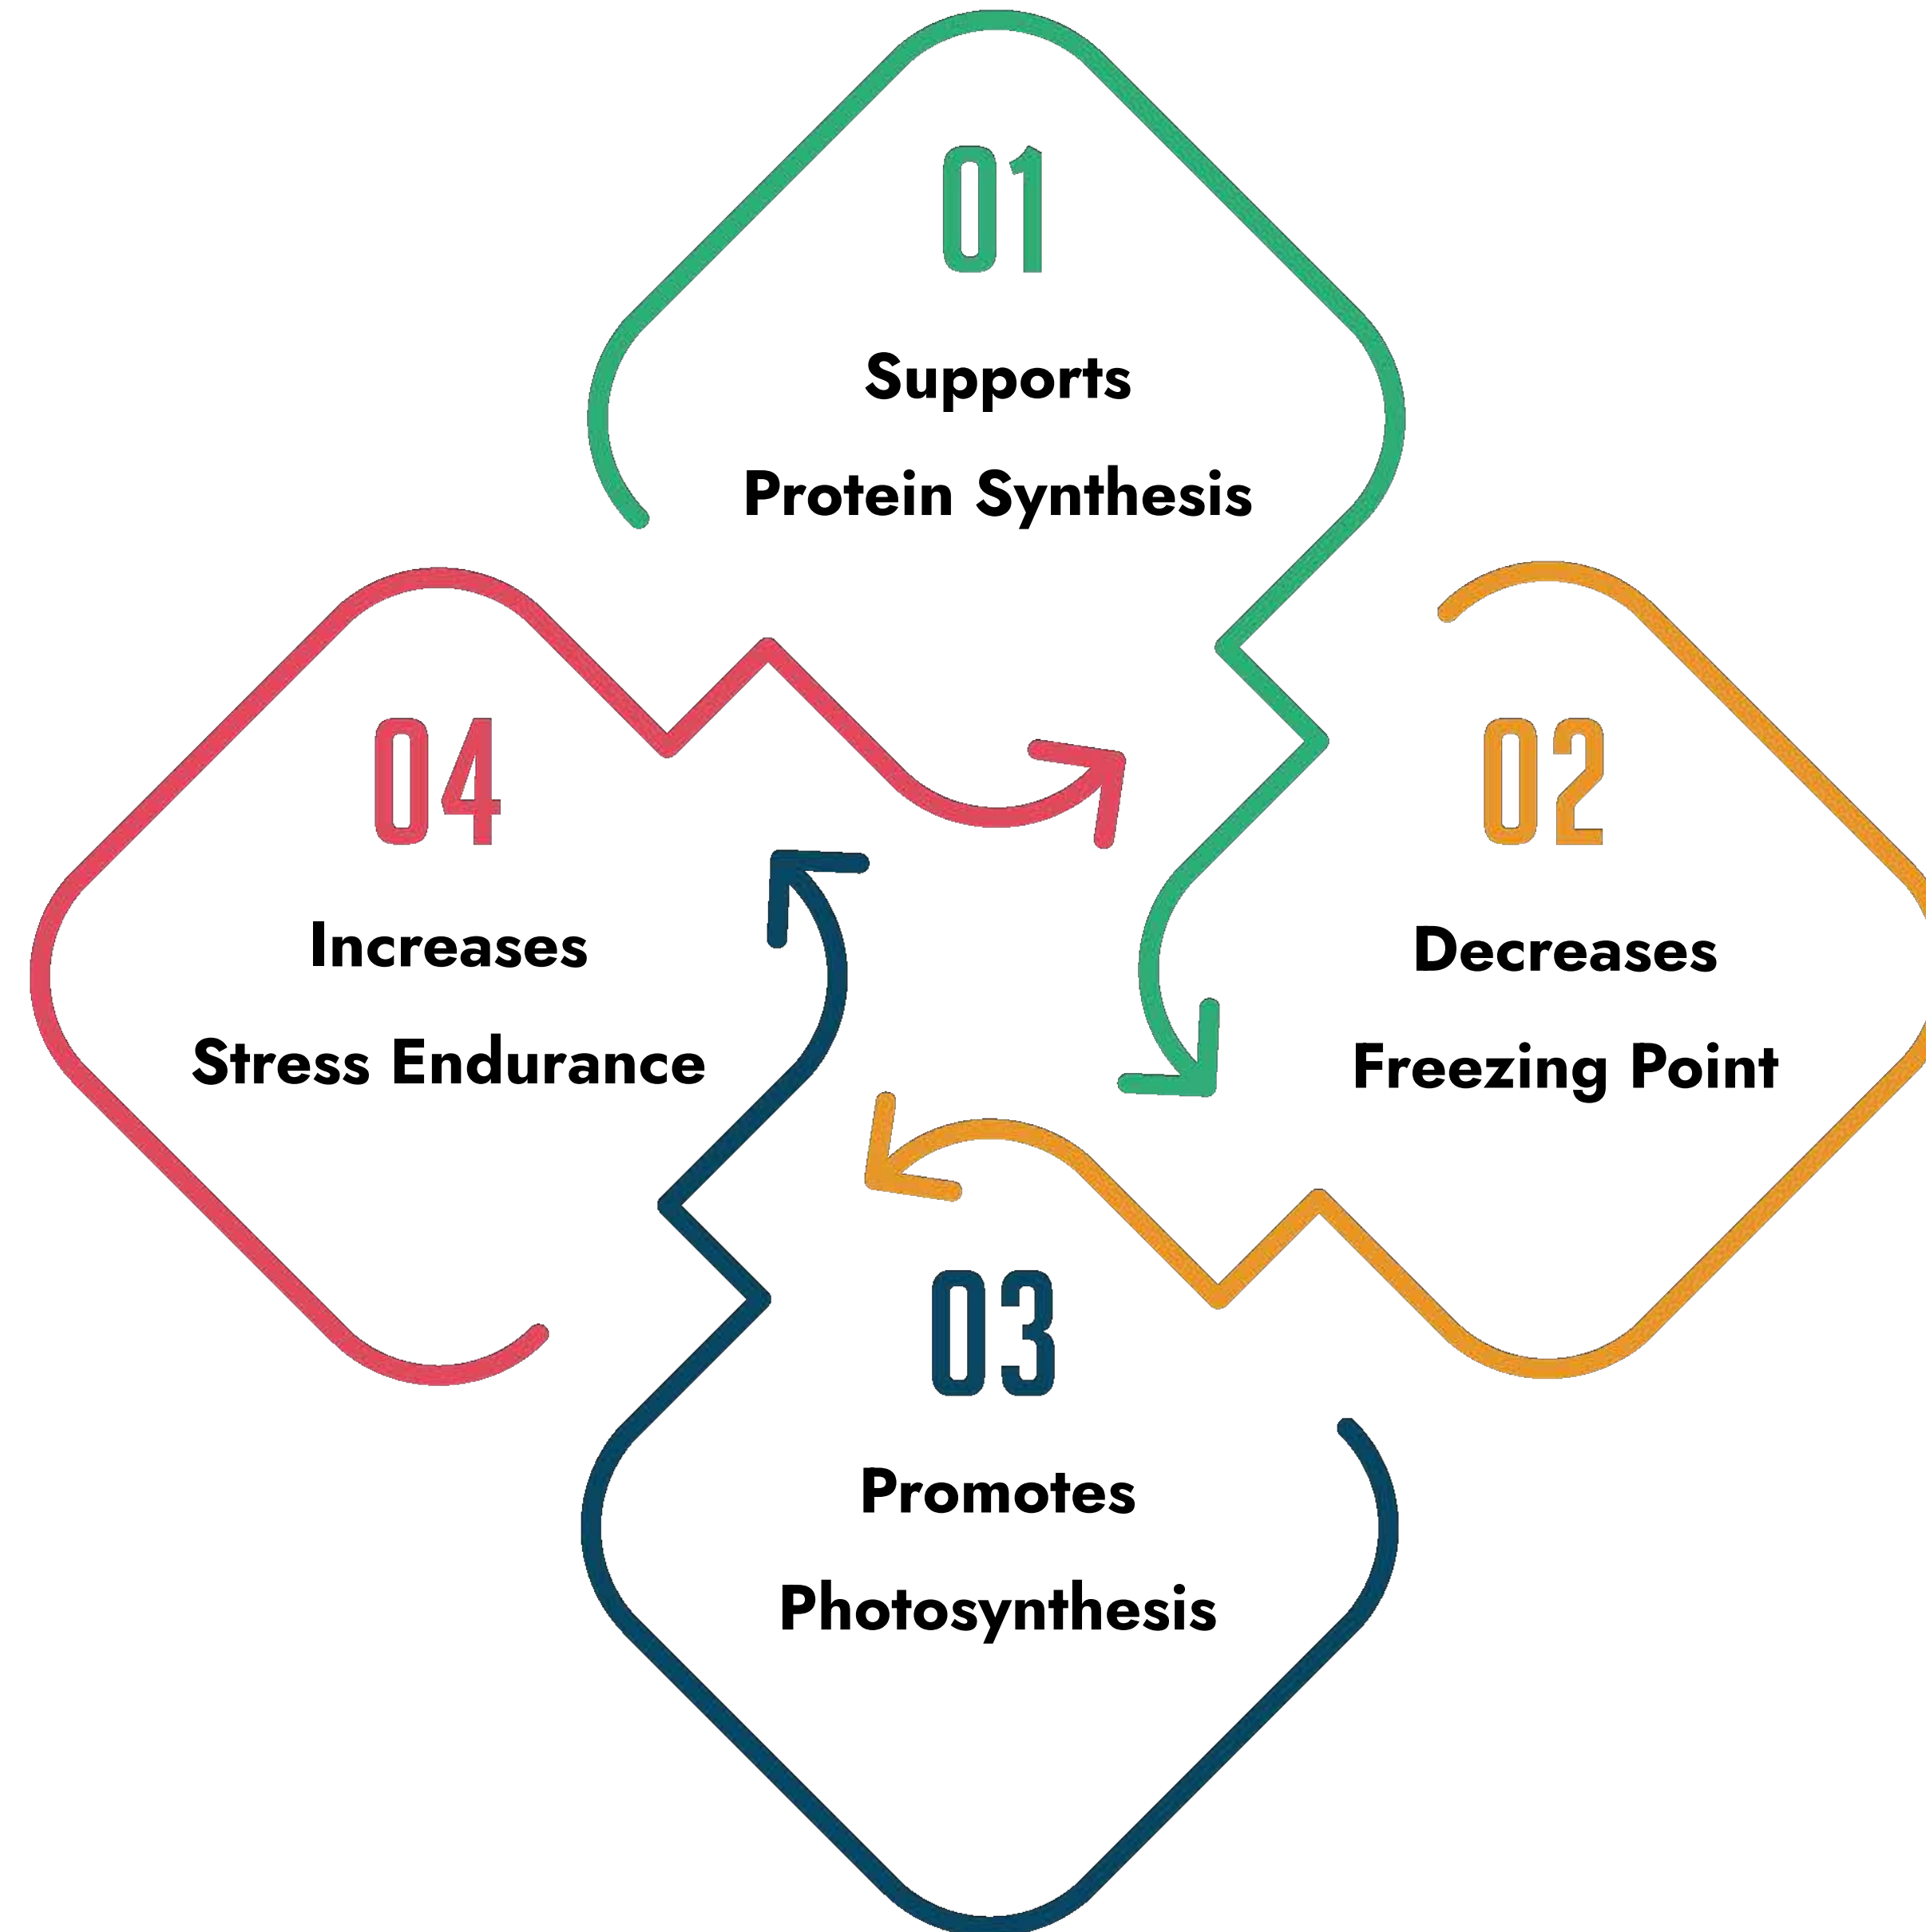 01
Supports
Protein Synthesis
02
Decreases
Freezing Point
03
Promotes
Photosynthesis
04
Increases
Stress Endurance